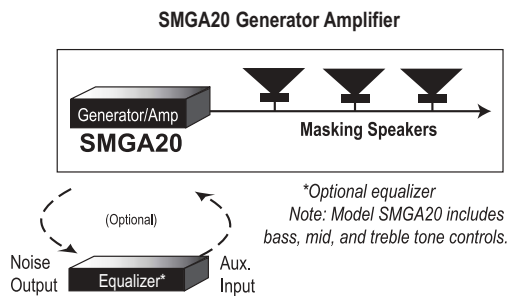 SMGA20 Generator Amplifier
Generator/Amp
SMGA20
Masking Speakers
*Optional equalizer
Note: Model SMGA20 includes
bass, mid, and treble tone controls.
(Optional)
Noise
Output
Equalizer*
Aux.
Input